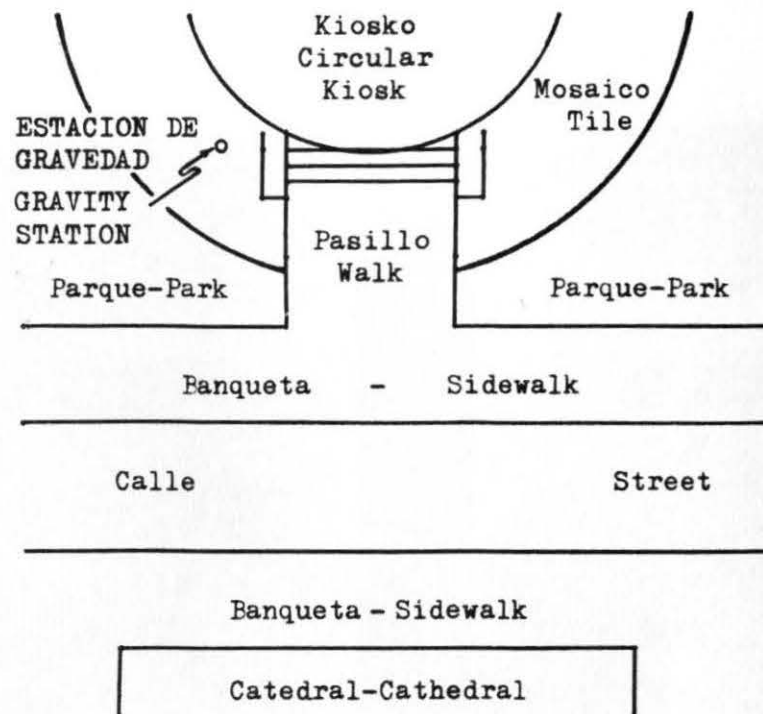 Kiosko
Circular
Kiosk
Mosaico
Tile
ESTACION DE
GRAVEDAD
GRAVITY
STATION
Pasillo
Walk
Parque-Park
Parque-Park
Banqueta - Sidewalk
Calle Street
Banqueta - Sidewalk
Catedral-Cathedral